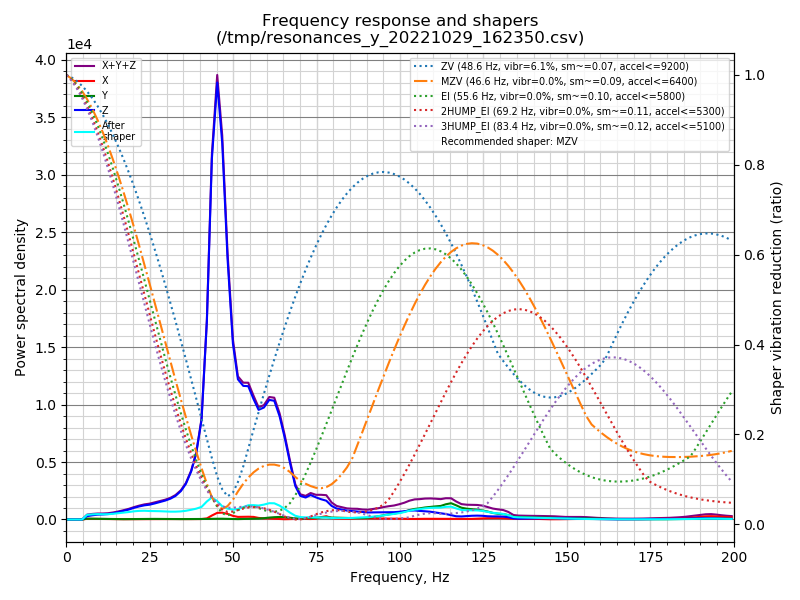 Frequency response and shapers
(/tmp/resonances_y_20221029_162350.csv)
1e4
X+Y+Z
X
Y
Z
After
shaper
ZV (48.6 Hz, vibr=6.1%, sm~=0.07, accel<=9200)
MZV (46.6 Hz, vibr=0.0%, sm~=0.09, accel<=6400)
EI (55.6 Hz, vibr=0.0%, sm~=0.10, accel<=5800)
2HUMP_EI (69.2 Hz, vibr=0.0%, sm~=0.11, accel<=5300)
3HUMP_EI (83.4 Hz, vibr=0.0%, sm~=0.12, accel<=5100)
Recommended shaper: MZV
Power spectral density
4.0
3.5
3.0
2.5
2.0
1.5
1.0
0.5
0.0
1.0
0.8
0.6
0.4
0.2
0.0
Shaper vibration reduction (ratio)
0 25 50 75 100 125 150 175 200
Frequency, Hz